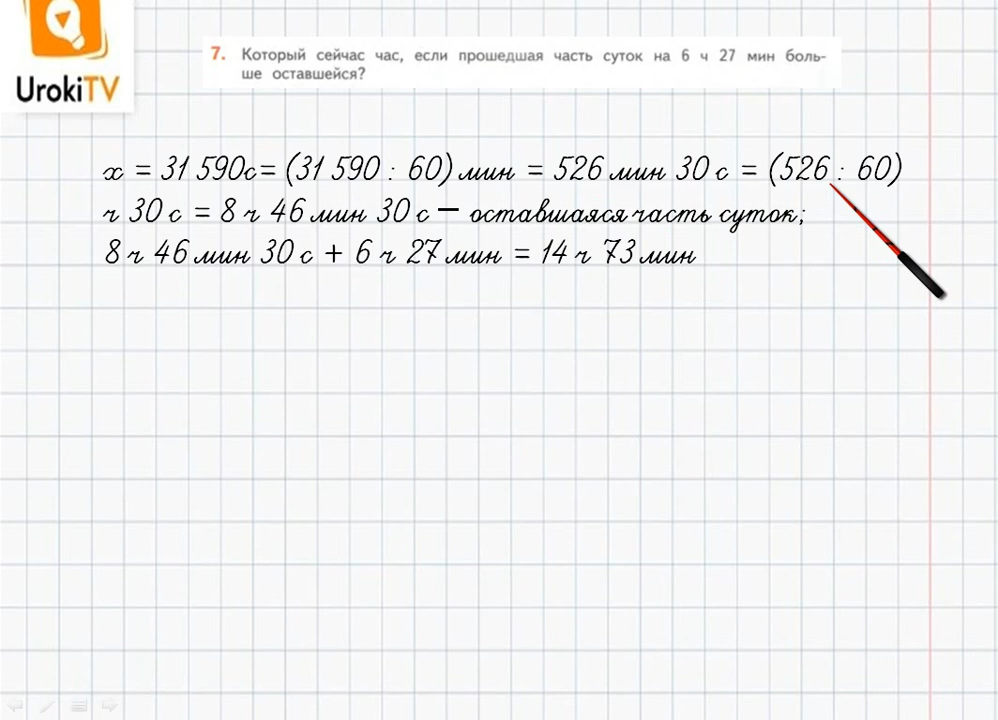 UrokiTV
7. Который сейчас час, если прошедшая часть суток на 6 ч 27 мин боль-
ше оставшейся?
х = 31 590с= (31 590 : 60) мин = 526 мин 30 с = (526 : 60)
ч 30 с = 8 ч 46 мин 30 с — оставшаяся часть суток;
8 ч 46 мин 30 с + 6 ч 27 мин = 14 ч 73 мин